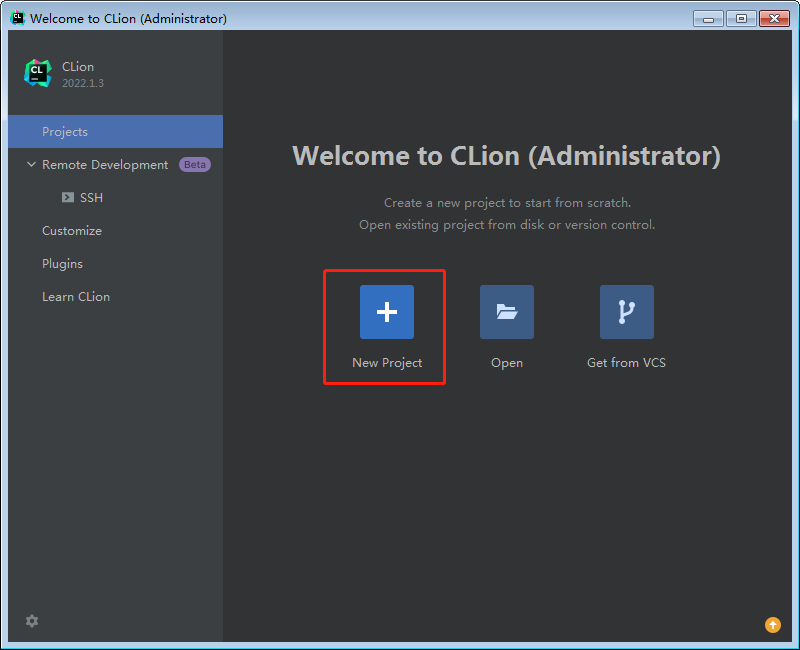 Welcome to CLion (Administrator)
CL
CLion
2022.1.3
Projects
Remote Development Beta
SSH
Customize
Plugins
Learn CLion
Welcome to CLion (Administrator)
Create a new project to start from scratch.
Open existing project from disk or version control.
New Project
Open
Get from VCS